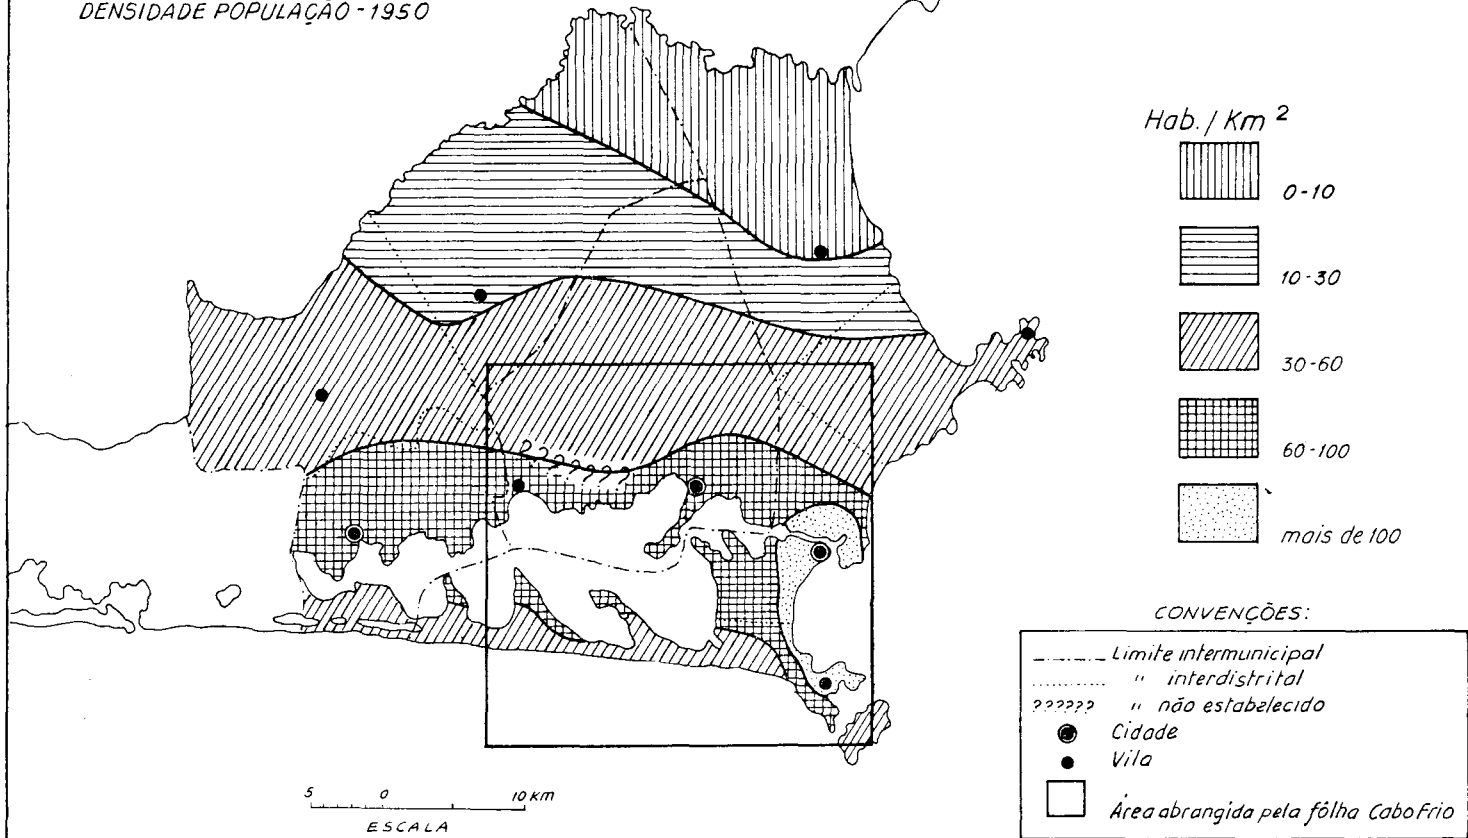 DENSIDADE POPULAÇÃO - 1950
Hab./Km 2
0-10
10-30
30-60
60-100
mais de 100
CONVENÇÕES:
Limite intermunicipal
" interdistrital
?????? " não estabelecido
Cidade
Vila
Área abrangida pela fôlha Cabo Frio
???????
5 0 10 KM
ESCALA